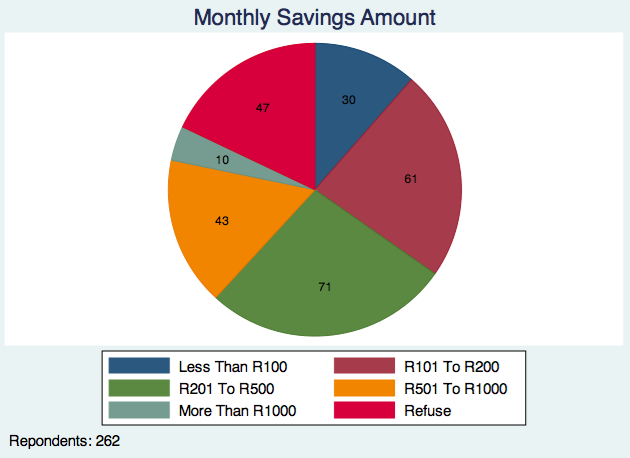 Monthly Savings Amount
30
47
10
61
43
71
Less Than R100
R101 To R200
R201 To R500
R501 To R1000
More Than R1000
Refuse
Repondents: 262